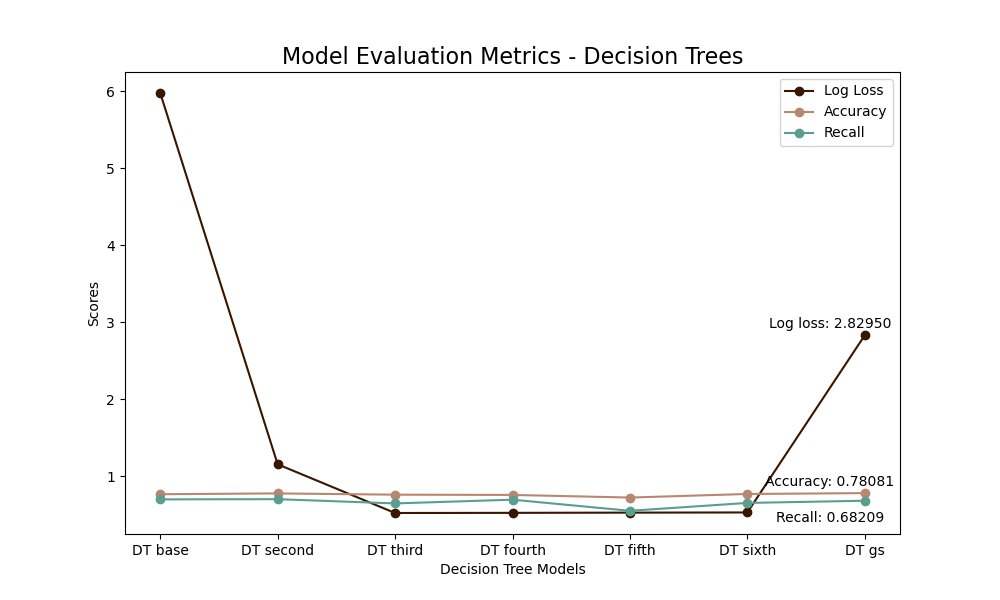 Model Evaluation Metrics - Decision Trees
Log Loss
Accuracy
Recall
6
5
4
3
2
1
Scores
Log loss: 2.82950
Accuracy: 0.78081
Recall: 0.68209
DT base
DT second
DT third
DT fourth
DT fifth
DT sixth
DT gs
Decision Tree Models